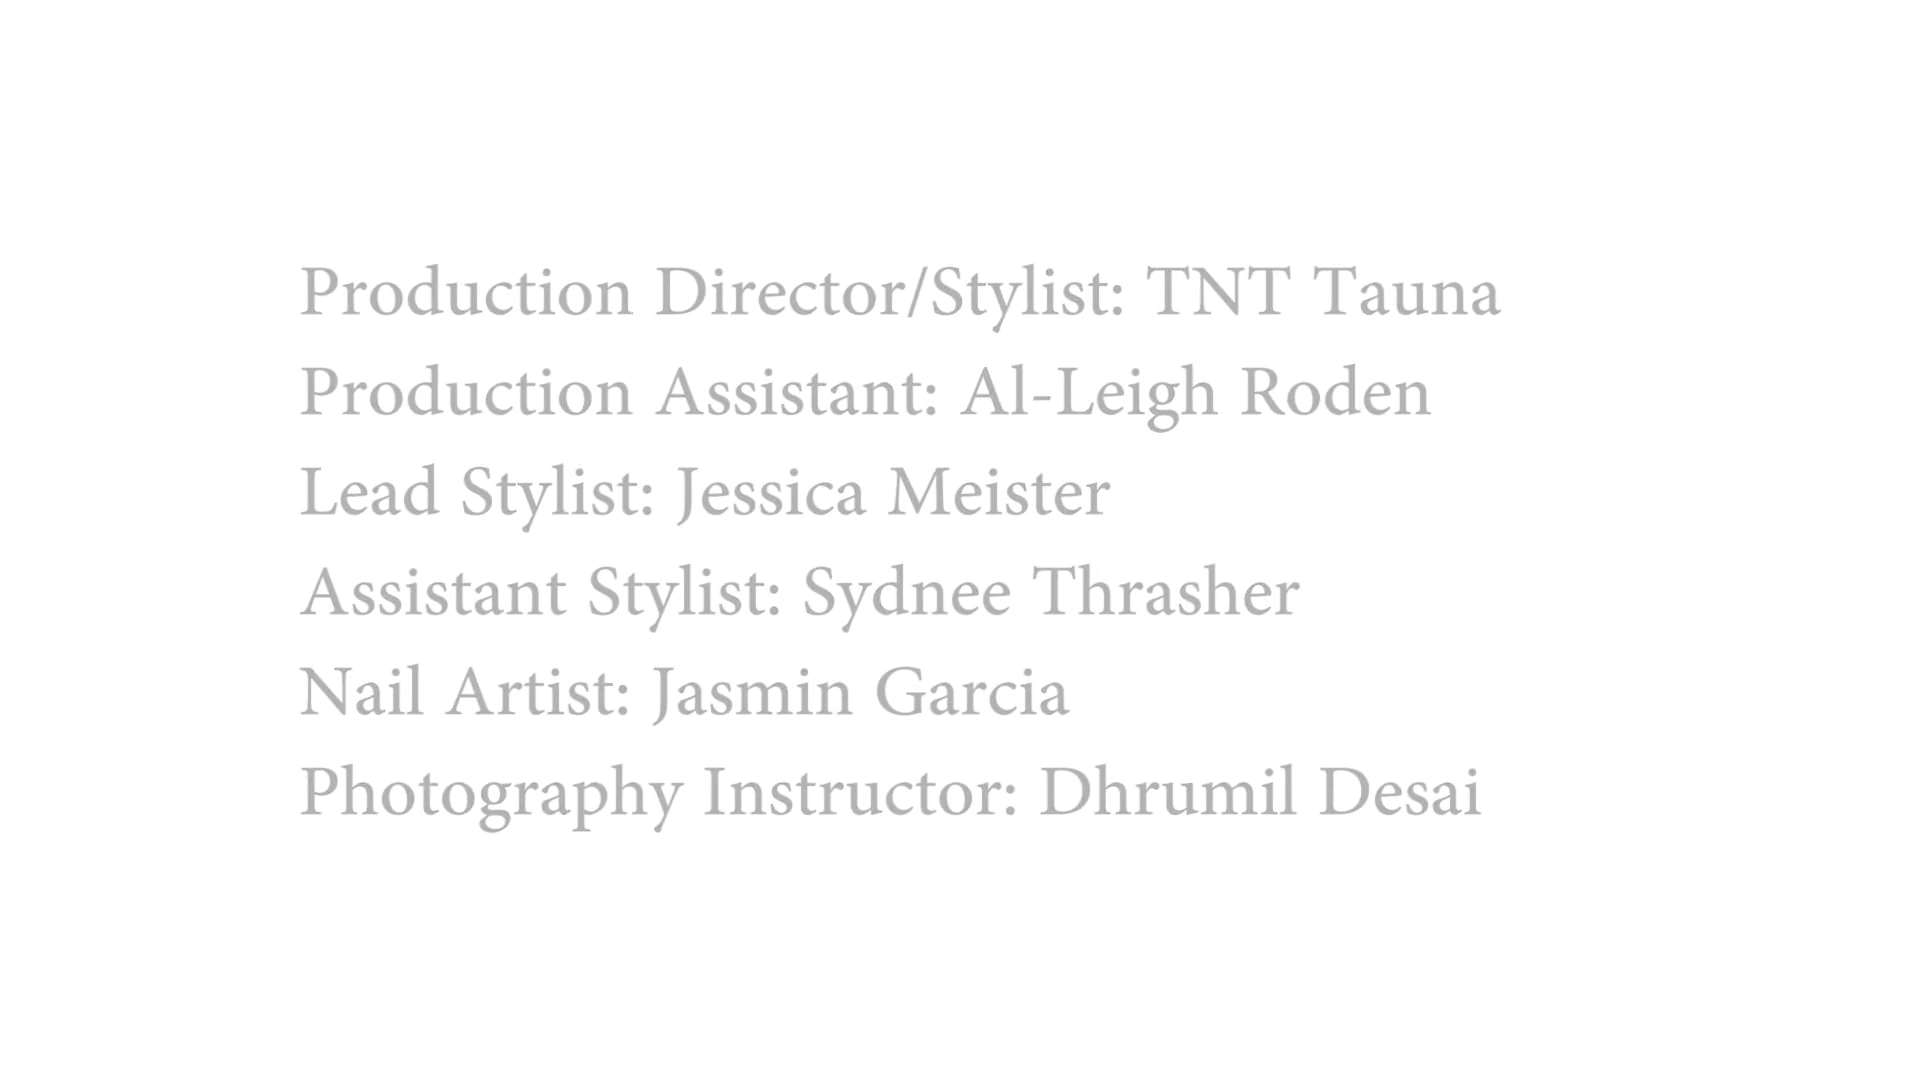 Production Director/Stylist: TNT Tauna
Production Assistant: Al-Leigh Roden
Lead Stylist: Jessica Meister
Assistant Stylist: Sydnee Thrasher
Nail Artist: Jasmin Garcia
Photography Instructor: Dhrumil Desai